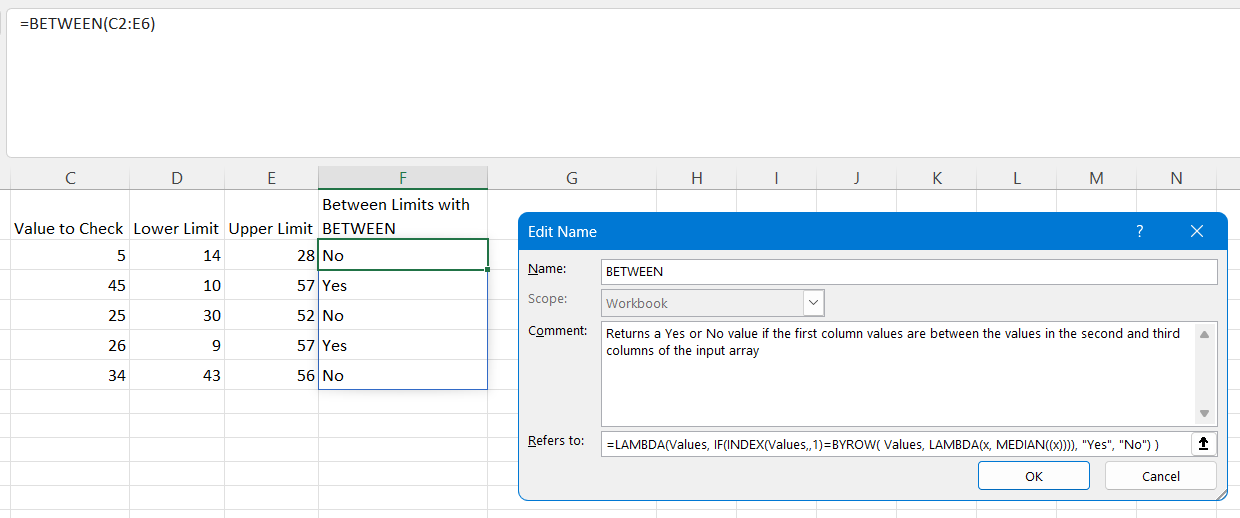 =BETWEEN(C2:E6)
C D E F G H I J K L M N
Between Limits with
Value to Check Lower Limit Upper Limit BETWEEN
5 14 28 No
45 10 57 Yes
25 30 52 No
26 9 57 Yes
34 43 56 No
Edit Name ? ×
Name: BETWEEN
Scope: Workbook
Comment: Returns a Yes or No value if the first column values are between the values in the second and third
columns of the input array
Refers to: =LAMBDA(Values, IF(INDEX(Values,,1)=BYROW( Values, LAMBDA(x, MEDIAN((x)))), "Yes", "No") )
OK Cancel